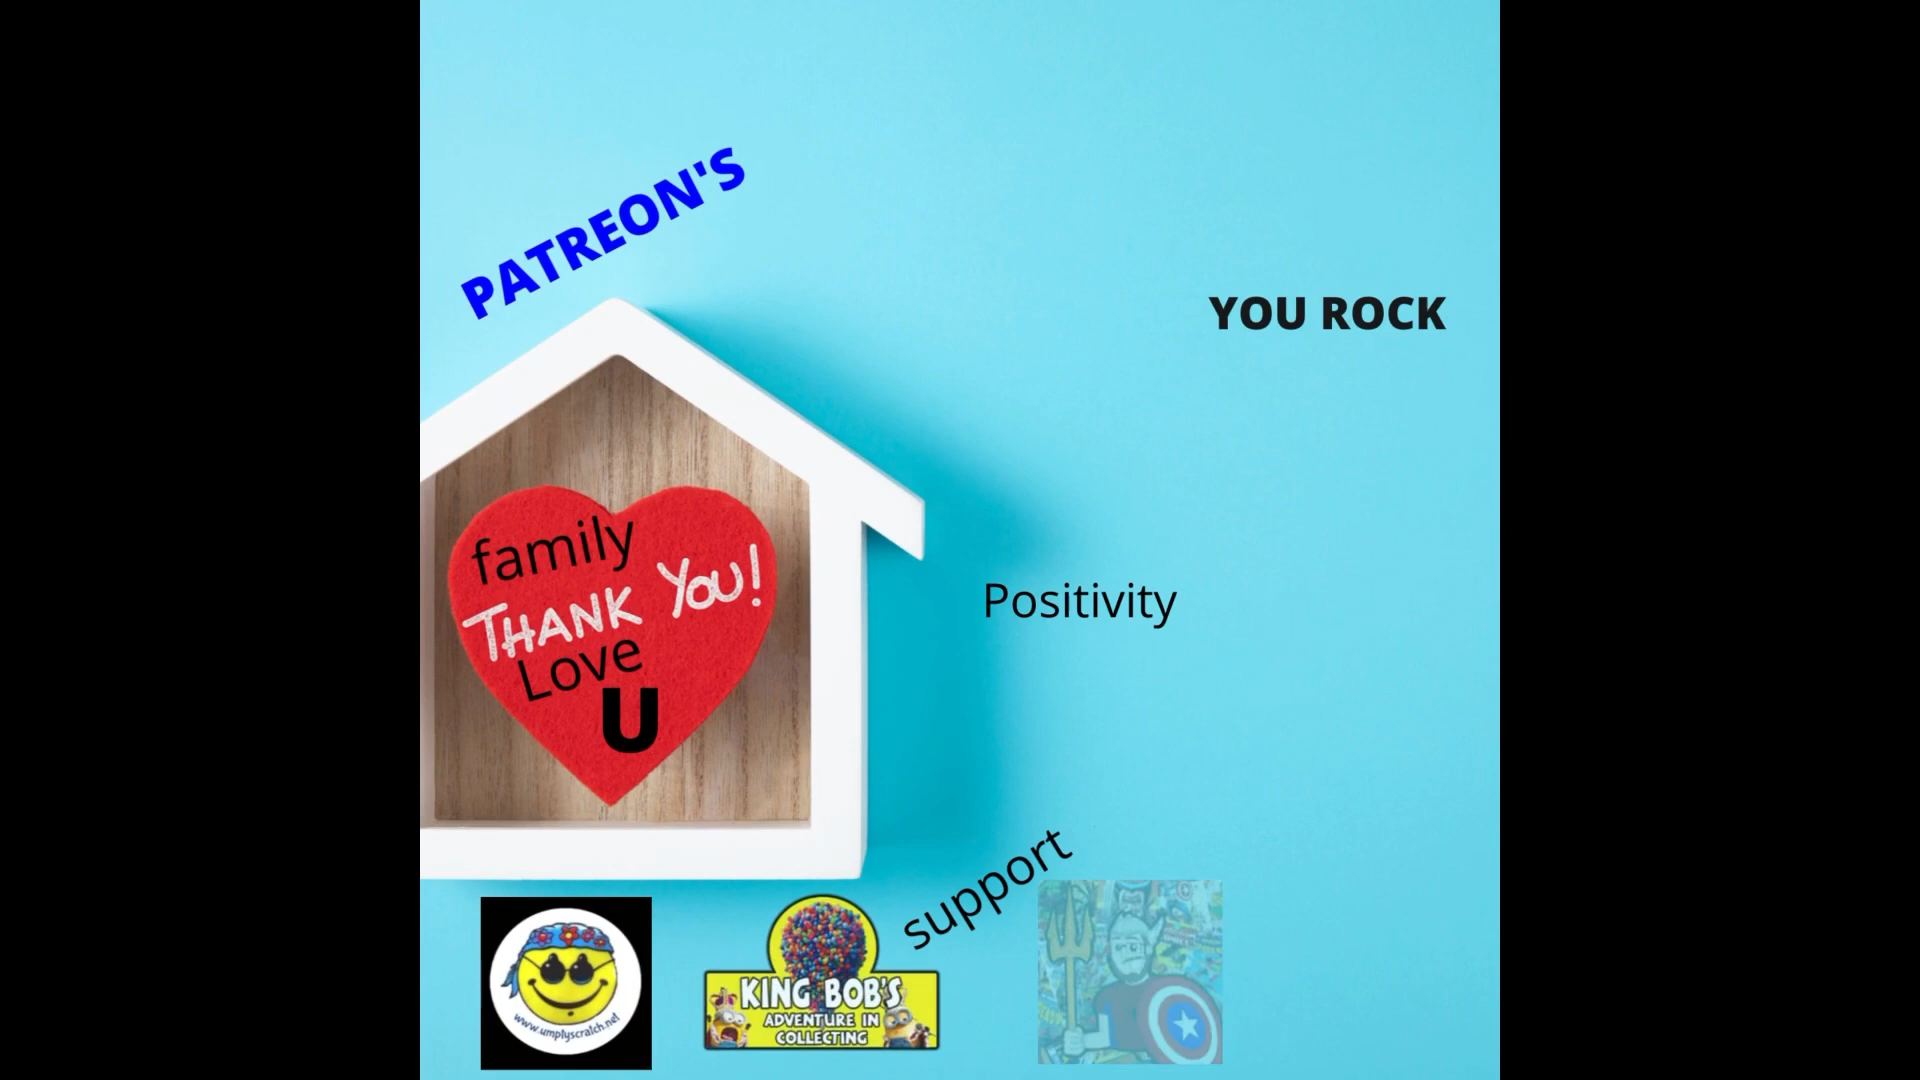 PATREON'S
YOU ROCK
family
THANK YOU!
Love
U
Positivity
support
www.umplyscratch.net
KING BOB'S
ADVENTURE IN
COLLECTING